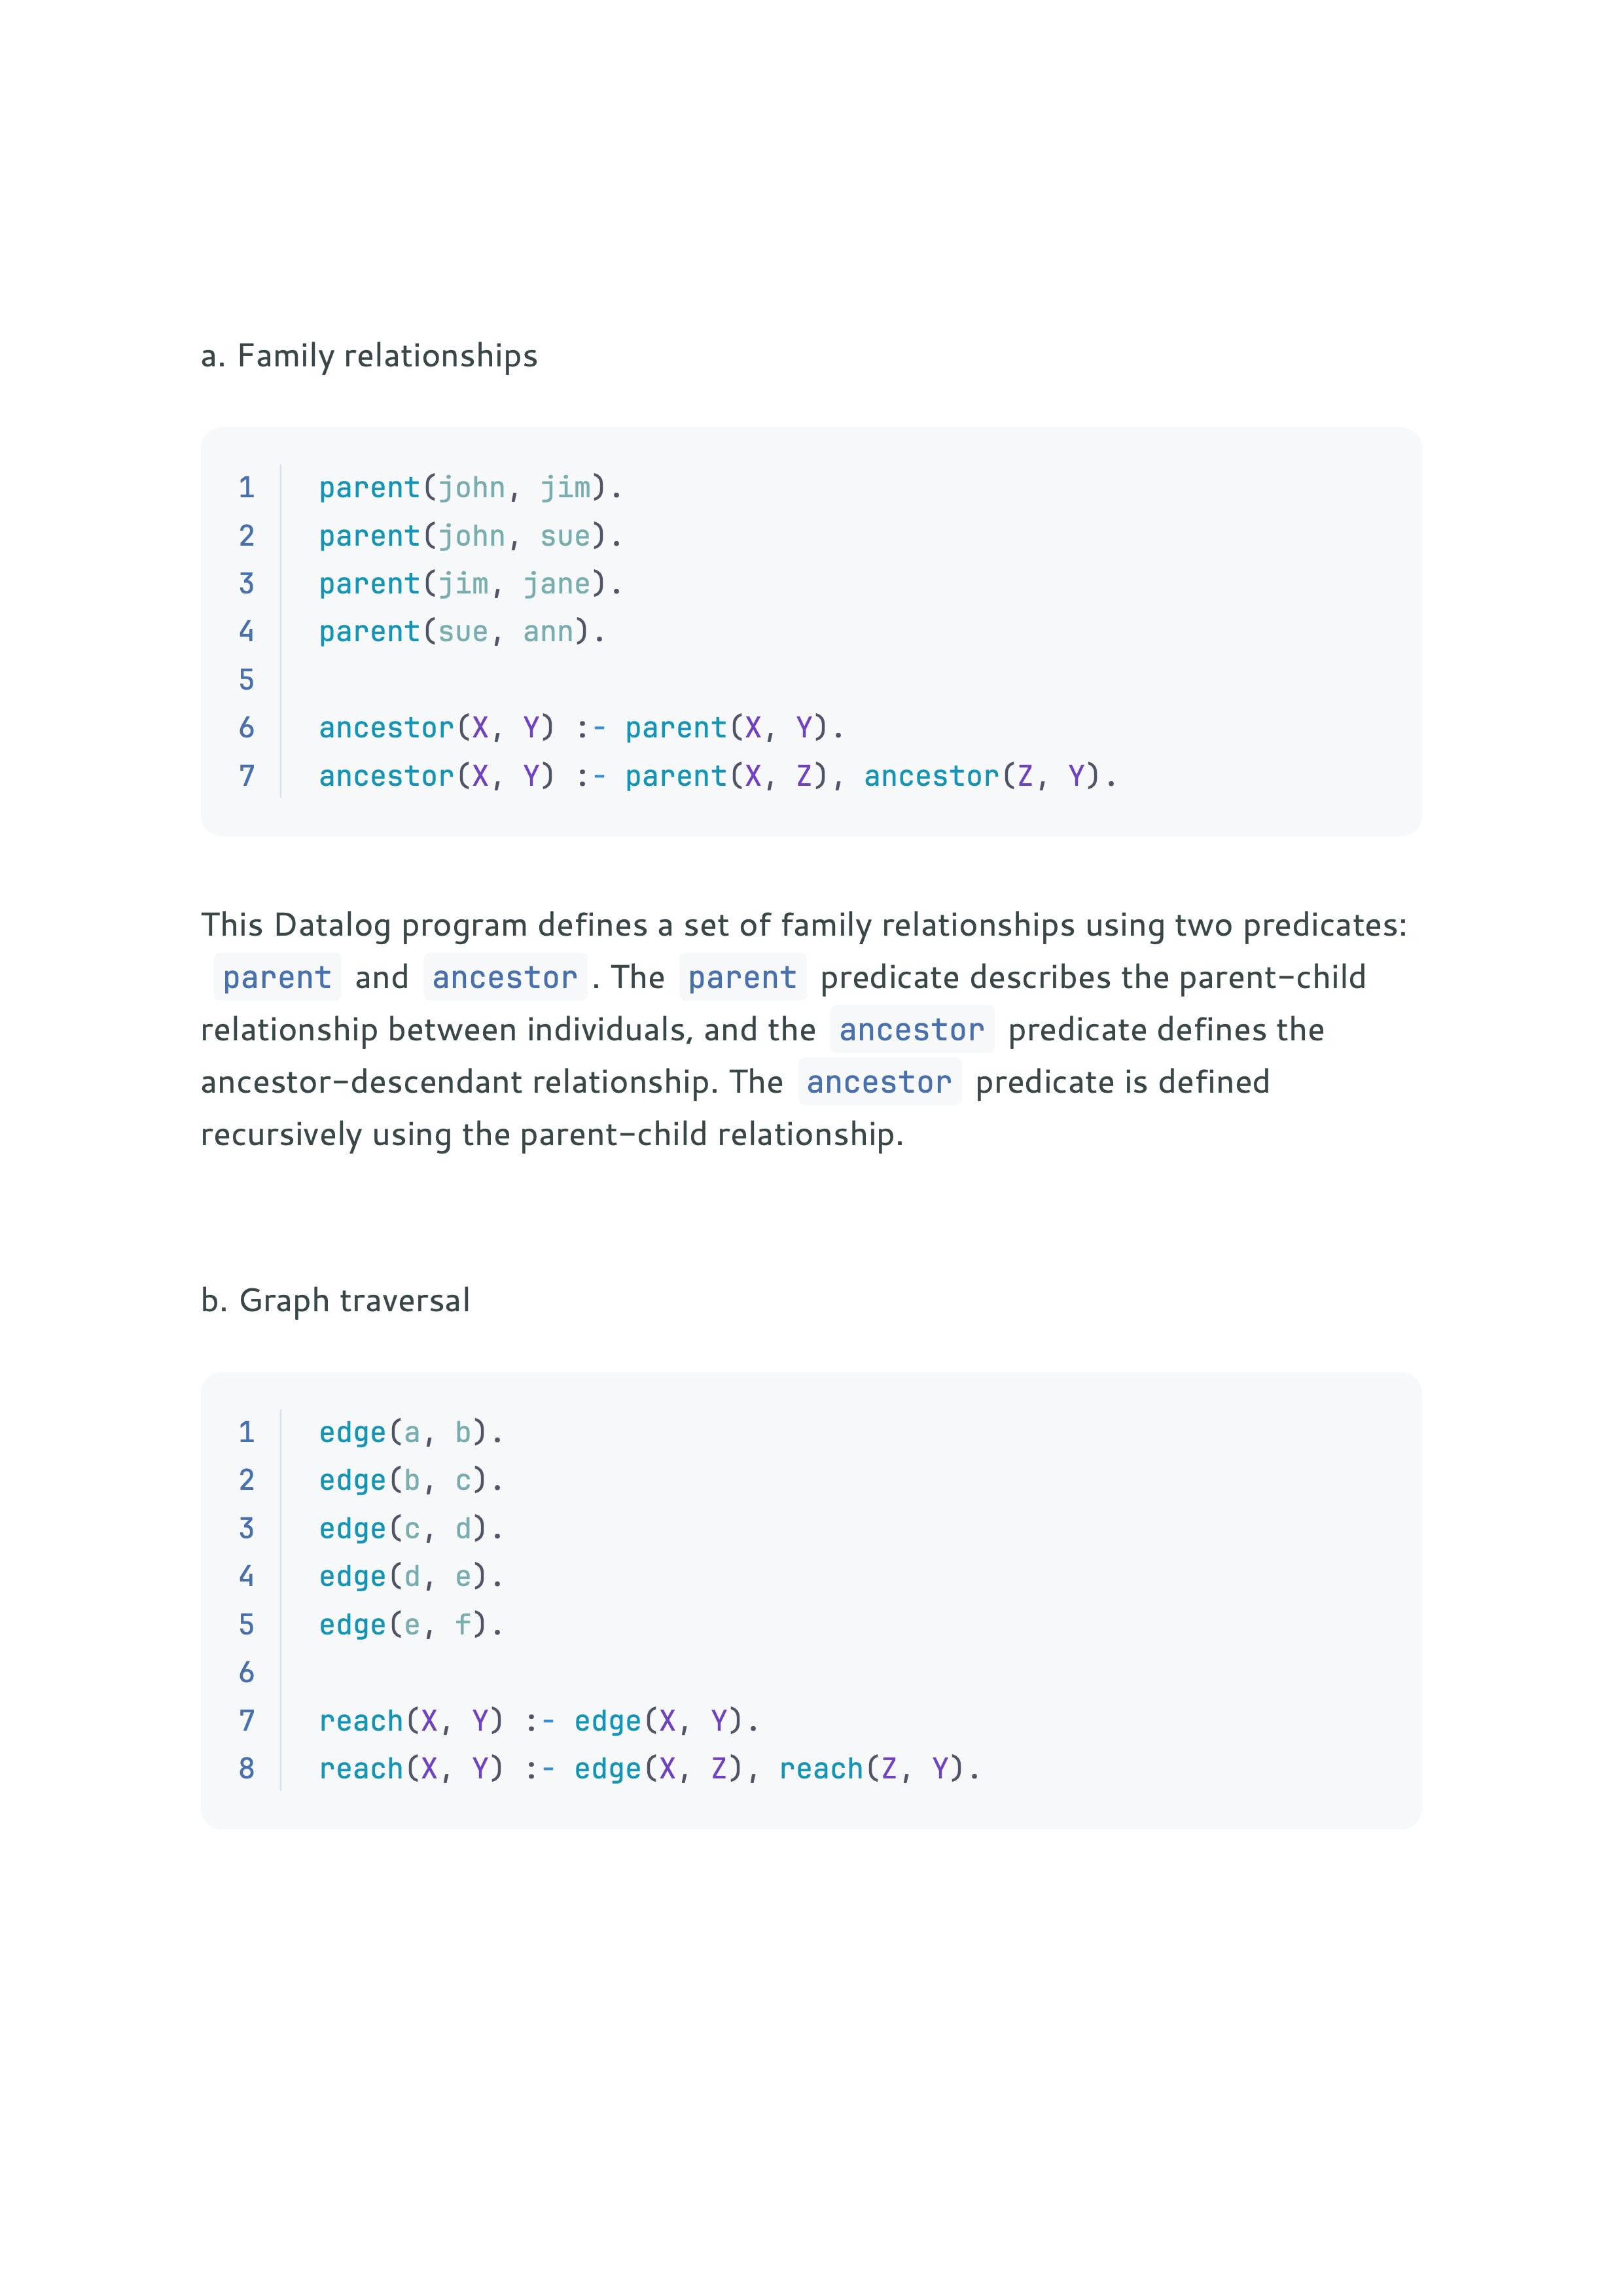 a. Family relationships
1 parent(john, jim).
2 parent(john, sue).
3 parent(jim, jane).
4 parent(sue, ann).
5
6 ancestor(X, Y) :- parent(X, Y).
7 ancestor(X, Y) :- parent(X, Z), ancestor(Z, Y).
This Datalog program defines a set of family relationships using two predicates:
parent and ancestor. The parent predicate describes the parent-child
relationship between individuals, and the ancestor predicate defines the
ancestor-descendant relationship. The ancestor predicate is defined
recursively using the parent-child relationship.
b. Graph traversal
1 edge(a, b).
2 edge(b, c).
3 edge(c, d).
4 edge(d, e).
5 edge(e, f).
6
7 reach(X, Y) :- edge(X, Y).
8 reach(X, Y) :- edge(X, Z), reach(Z, Y).